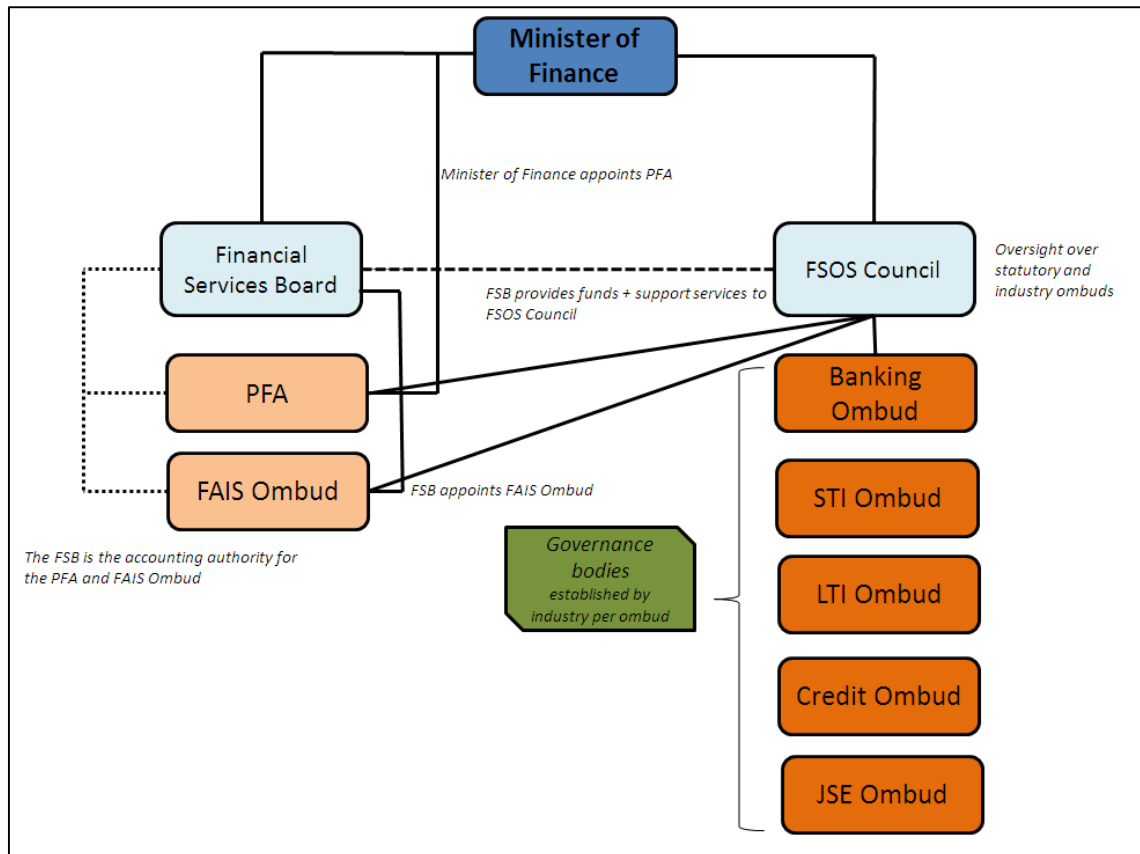 Minister of
Finance
Minister of Finance appoints PFA
Financial
Services Board
FSOS Council
Oversight over
statutory and
industry ombuds
FSB provides funds + support services to
FSOS Council
PFA
Banking
Ombud
FAIS Ombud
FSB appoints FAIS Ombud
STI Ombud
The FSB is the accounting authority for
the PFA and FAIS Ombud
Governance
bodies
established by
industry per ombud
LTI Ombud
Credit Ombud
JSE Ombud